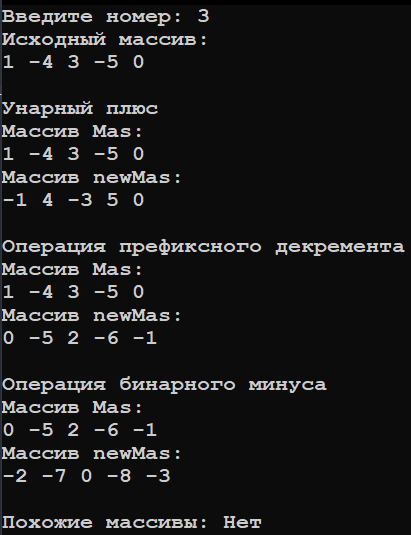 Введите номер: 3
Исходный массив:
1 -4 3 -5 0
Унарный плюс
Массив Mas:
1 -4 3 -5 0
Массив newMas:
-1 4 -3 5 0
Операция префиксного декремента
Массив Mas:
1 -4 3 -5 0
Массив newMas:
0 -5 2 -6 -1
Операция бинарного минуса
Массив Mas:
0 -5 2 -6 -1
Массив newMas:
-2 -7 0 -8 -3
Похожие массивы: Нет